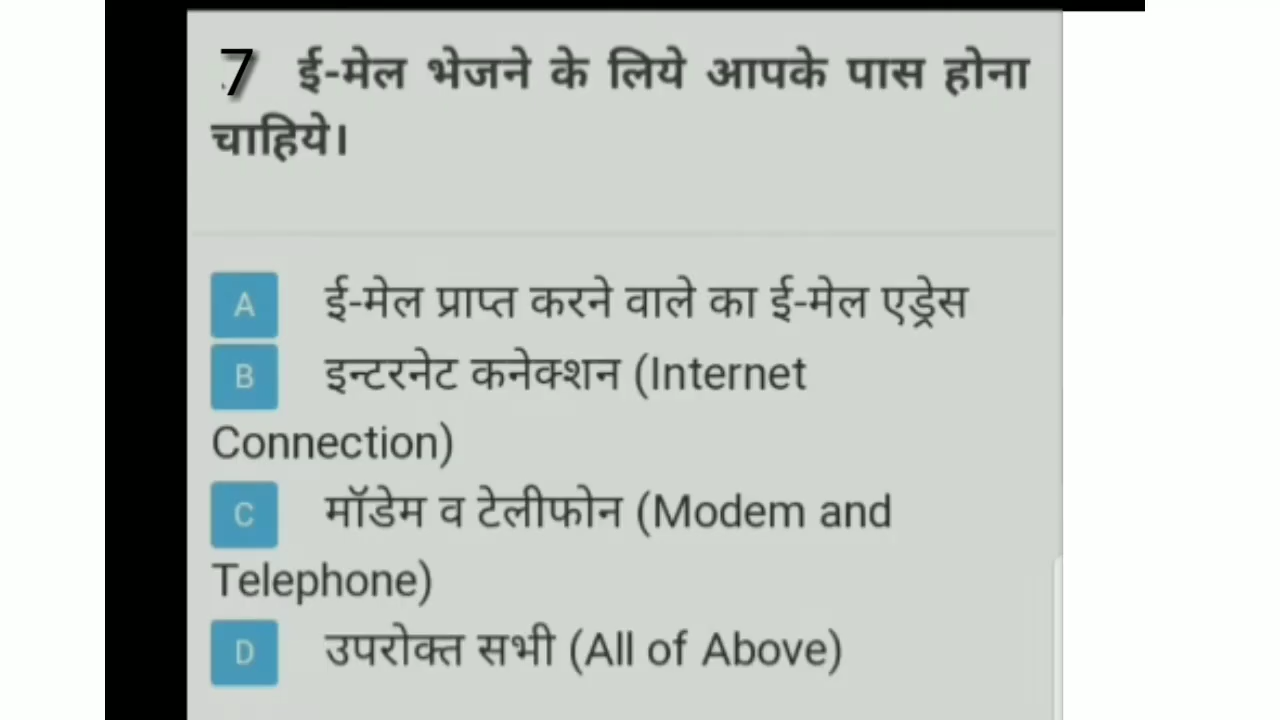 7 ई-मेल भेजने के लिये आपके पास होना
चाहिये।
A ई-मेल प्राप्त करने वाले का ई-मेल एड्रेस
B इन्टरनेट कनेक्शन (Internet
Connection)
C मॉडेम व टेलीफोन (Modem and
Telephone)
D उपरोक्त सभी (All of Above)